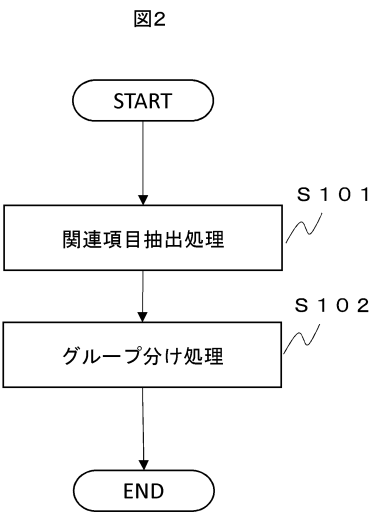 図2
START
S101
関連項目抽出処理
S102
グループ分け処理
END